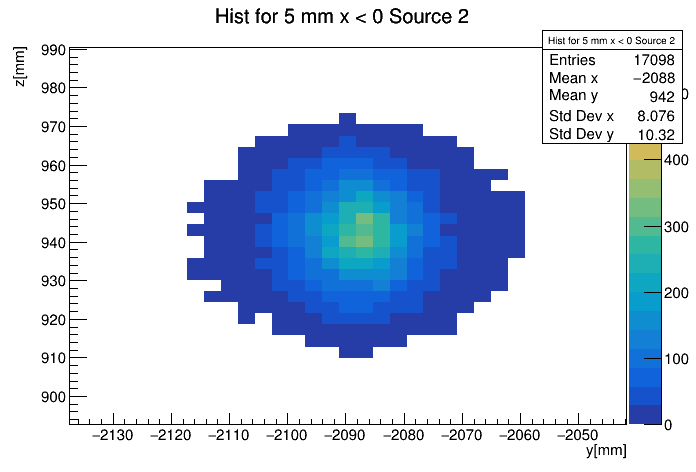 Hist for 5 mm x < 0 Source 2
z[mm]
990
980
970
960
950
940
930
920
910
900
Hist for 5 mm x < 0 Source 2
Entries 17098
Mean x −2088
Mean y 942
Std Dev x 8.076
Std Dev y 10.32
0
400
300
200
100
0
−2130 −2120 −2110 −2100 −2090 −2080 −2070 −2060 −2050
y[mm]